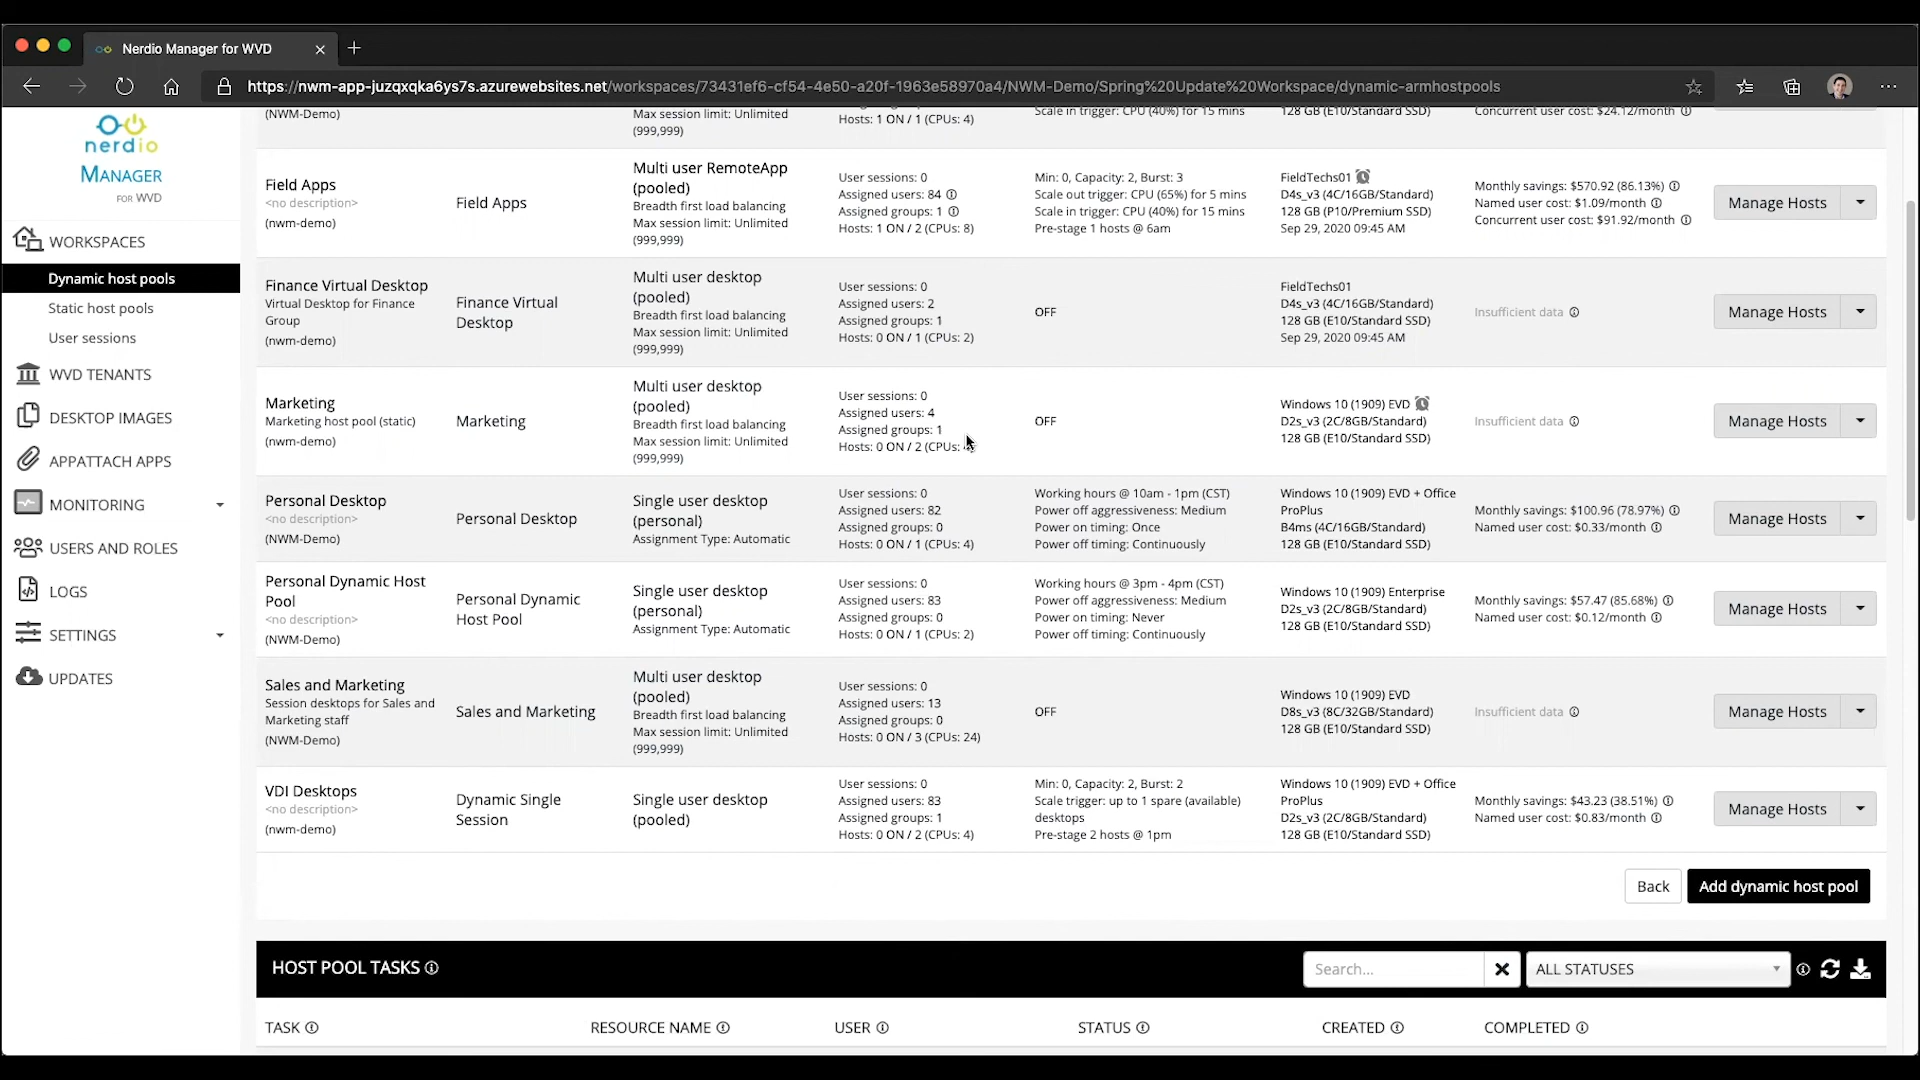 Nerdio Manager for WVD
https://nwm-app-juzqxqka6ys7s.azurewebsites.net/workspaces/73431ef6-cf54-4e50-a20f-1963e58970a4/NWM-Demo/Spring%20Update%20Workspace/dynamic-armhostpools
nerdio
MANAGER
FOR WVD
WORKSPACES
Dynamic host pools
Static host pools
User sessions
WVD TENANTS
DESKTOP IMAGES
APPATTACH APPS
MONITORING
USERS AND ROLES
LOGS
SETTINGS
UPDATES
(NWM-Demo)
Max session limit: Unlimited
(999,999)
Hosts: 1 ON / 1 (CPUs: 4)
Scale in trigger: CPU (40%) for 15 mins
128 GB (E10/Standard SSD)
Concurrent user cost: $24.12/month
Field Apps
<no description>
(nwm-demo)
Field Apps
Multi user RemoteApp
(pooled)
Breadth first load balancing
Max session limit: Unlimited
(999,999)
User sessions: 0
Assigned users: 84
Assigned groups: 1
Hosts: 1 ON / 2 (CPUs: 8)
Min: 0, Capacity: 2, Burst: 3
Scale out trigger: CPU (65%) for 5 mins
Scale in trigger: CPU (40%) for 15 mins
Pre-stage 1 hosts @ 6am
FieldTechs01
D4s_v3 (4C/16GB/Standard)
128 GB (P10/Premium SSD)
Sep 29, 2020 09:45 AM
Monthly savings: $570.92 (86.13%)
Named user cost: $1.09/month
Concurrent user cost: $91.92/month
Manage Hosts
Finance Virtual Desktop
Virtual Desktop for Finance
Group
(nwm-demo)
Finance Virtual
Desktop
Multi user desktop
(pooled)
Breadth first load balancing
Max session limit: Unlimited
(999,999)
User sessions: 0
Assigned users: 2
Assigned groups: 1
Hosts: 0 ON / 1 (CPUs: 2)
OFF
FieldTechs01
D4s_v3 (4C/16GB/Standard)
128 GB (E10/Standard SSD)
Sep 29, 2020 09:45 AM
Insufficient data
Manage Hosts
Marketing
Marketing host pool (static)
(nwm-demo)
Marketing
Multi user desktop
(pooled)
Breadth first load balancing
Max session limit: Unlimited
(999,999)
User sessions: 0
Assigned users: 4
Assigned groups: 1
Hosts: 0 ON / 2 (CPUs:
OFF
Windows 10 (1909) EVD
D2s_v3 (2C/8GB/Standard)
128 GB (E10/Standard SSD)
Insufficient data
Manage Hosts
Personal Desktop
<no description>
(NWM-Demo)
Personal Desktop
Single user desktop
(personal)
Assignment Type: Automatic
User sessions: 0
Assigned users: 82
Assigned groups: 0
Hosts: 0 ON / 1 (CPUs: 4)
Working hours @ 10am - 1pm (CST)
Power off aggressiveness: Medium
Power on timing: Once
Power off timing: Continuously
Windows 10 (1909) EVD + Office
ProPlus
B4ms (4C/16GB/Standard)
128 GB (E10/Standard SSD)
Monthly savings: $100.96 (78.97%)
Named user cost: $0.33/month
Manage Hosts
Personal Dynamic Host
Pool
<no description>
(NWM-Demo)
Personal Dynamic
Host Pool
Single user desktop
(personal)
Assignment Type: Automatic
User sessions: 0
Assigned users: 83
Assigned groups: 0
Hosts: 0 ON / 1 (CPUs: 2)
Working hours @ 3pm - 4pm (CST)
Power off aggressiveness: Medium
Power on timing: Never
Power off timing: Continuously
Windows 10 (1909) Enterprise
D2s_v3 (2C/8GB/Standard)
128 GB (E10/Standard SSD)
Monthly savings: $57.47 (85.68%)
Named user cost: $0.12/month
Manage Hosts
Sales and Marketing
Session desktops for Sales and
Marketing staff
(NWM-Demo)
Sales and Marketing
Multi user desktop
(pooled)
Breadth first load balancing
Max session limit: Unlimited
(999,999)
User sessions: 0
Assigned users: 13
Assigned groups: 0
Hosts: 0 ON / 3 (CPUs: 24)
OFF
Windows 10 (1909) EVD
D8s_v3 (8C/32GB/Standard)
128 GB (E10/Standard SSD)
Insufficient data
Manage Hosts
VDI Desktops
<no description>
(nwm-demo)
Dynamic Single
Session
Single user desktop
(pooled)
User sessions: 0
Assigned users: 83
Assigned groups: 1
Hosts: 0 ON / 2 (CPUs: 4)
Min: 0, Capacity: 2, Burst: 2
Scale trigger: up to 1 spare (available)
desktops
Pre-stage 2 hosts @ 1pm
Windows 10 (1909) EVD + Office
ProPlus
D2s_v3 (2C/8GB/Standard)
128 GB (E10/Standard SSD)
Monthly savings: $43.23 (38.51%)
Named user cost: $0.83/month
Manage Hosts
Back
Add dynamic host pool
HOST POOL TASKS
Search...
ALL STATUSES
TASK
RESOURCE NAME
USER
STATUS
CREATED
COMPLETED